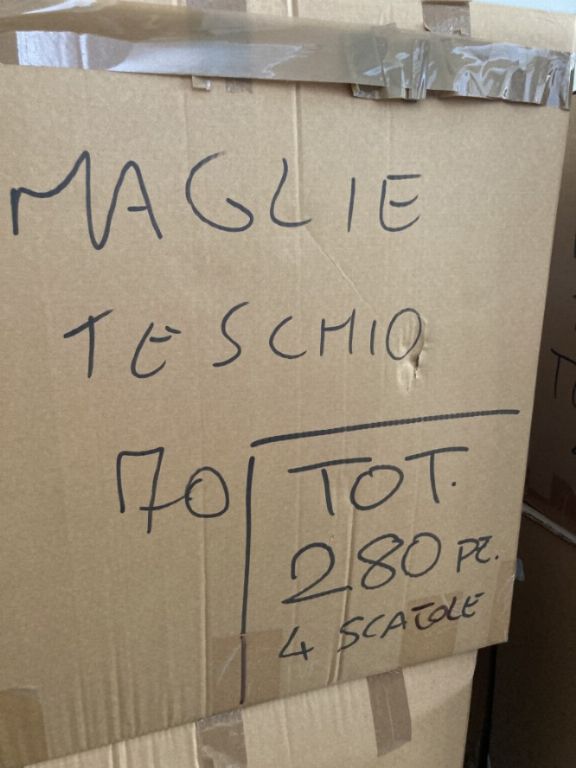 MAGLIE
TESCHIO
70
TOT.
280 PZ.
4 SCATOLE